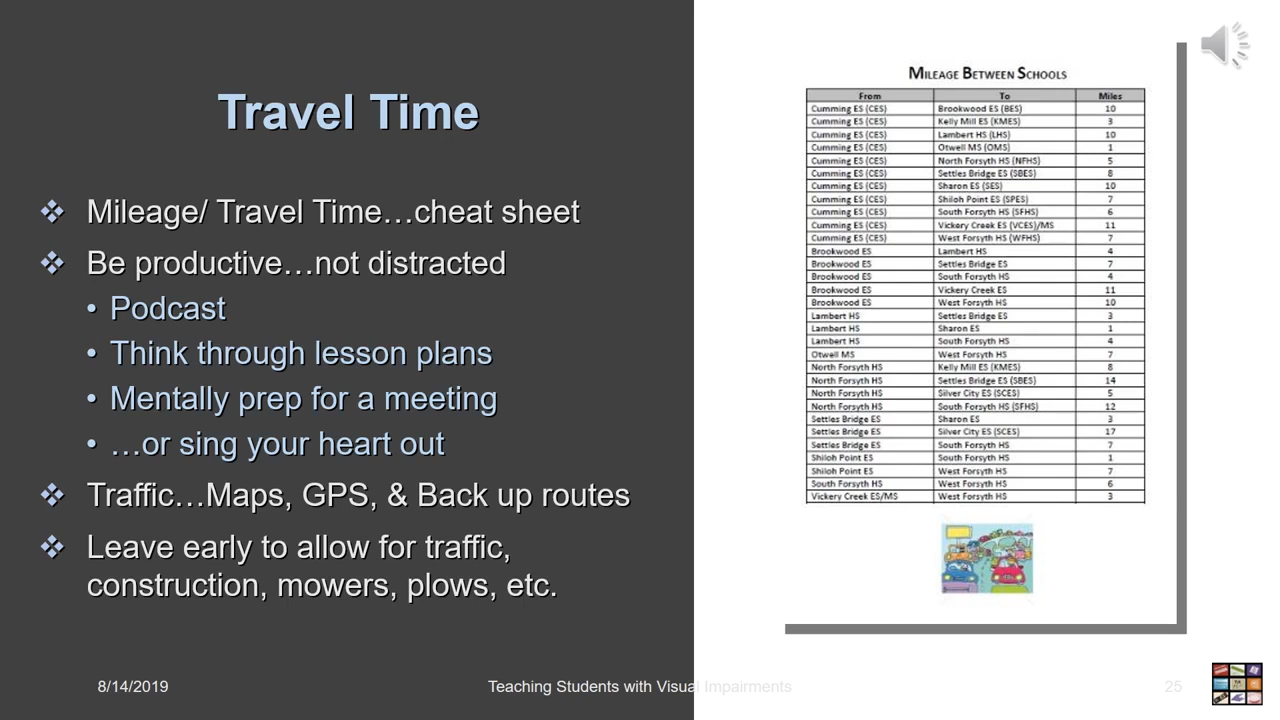 Travel Time
❖ Mileage/ Travel Time…cheat sheet
❖ Be productive…not distracted
• Podcast
• Think through lesson plans
• Mentally prep for a meeting
• …or sing your heart out
❖ Traffic…Maps, GPS, & Back up routes
❖ Leave early to allow for traffic,
construction, mowers, plows, etc.
MILEAGE BETWEEN SCHOOLS
From To Miles
Cumming ES (CES) Brookwood ES (BES) 10
Cumming ES (CES) Kelly Mill ES (KMES) 3
Cumming ES (CES) Lambert HS (LHS) 10
Cumming ES (CES) Otwell MS (OMS) 1
Cumming ES (CES) North Forsyth HS (NFHS) 5
Cumming ES (CES) Settles Bridge ES (SBES) 8
Cumming ES (CES) Sharon ES (SES) 10
Cumming ES (CES) Shiloh Point ES (SPES) 7
Cumming ES (CES) South Forsyth HS (SFHS) 6
Cumming ES (CES) Vickery Creek ES (VCES)/MS 11
Cumming ES (CES) West Forsyth HS (WFHS) 7
Brookwood ES Lambert HS 4
Brookwood ES Settles Bridge ES 7
Brookwood ES South Forsyth HS 4
Brookwood ES Vickery Creek ES 11
Brookwood ES West Forsyth HS 10
Lambert HS Settles Bridge ES 3
Lambert HS Sharon ES 1
Lambert HS South Forsyth HS 4
Otwell MS West Forsyth HS 7
North Forsyth HS Kelly Mill ES (KMES) 8
North Forsyth HS Settles Bridge ES (SBES) 14
North Forsyth HS Silver City ES (SCES) 5
North Forsyth HS South Forsyth HS (SFHS) 12
Settles Bridge ES Sharon ES 3
Settles Bridge ES Silver City ES (SCES) 17
Settles Bridge ES South Forsyth HS 7
Shiloh Point ES South Forsyth HS 1
Shiloh Point ES West Forsyth HS 7
South Forsyth HS West Forsyth HS 6
Vickery Creek ES/MS West Forsyth HS 3
8/14/2019 Teaching Students with Visual Impairments 25